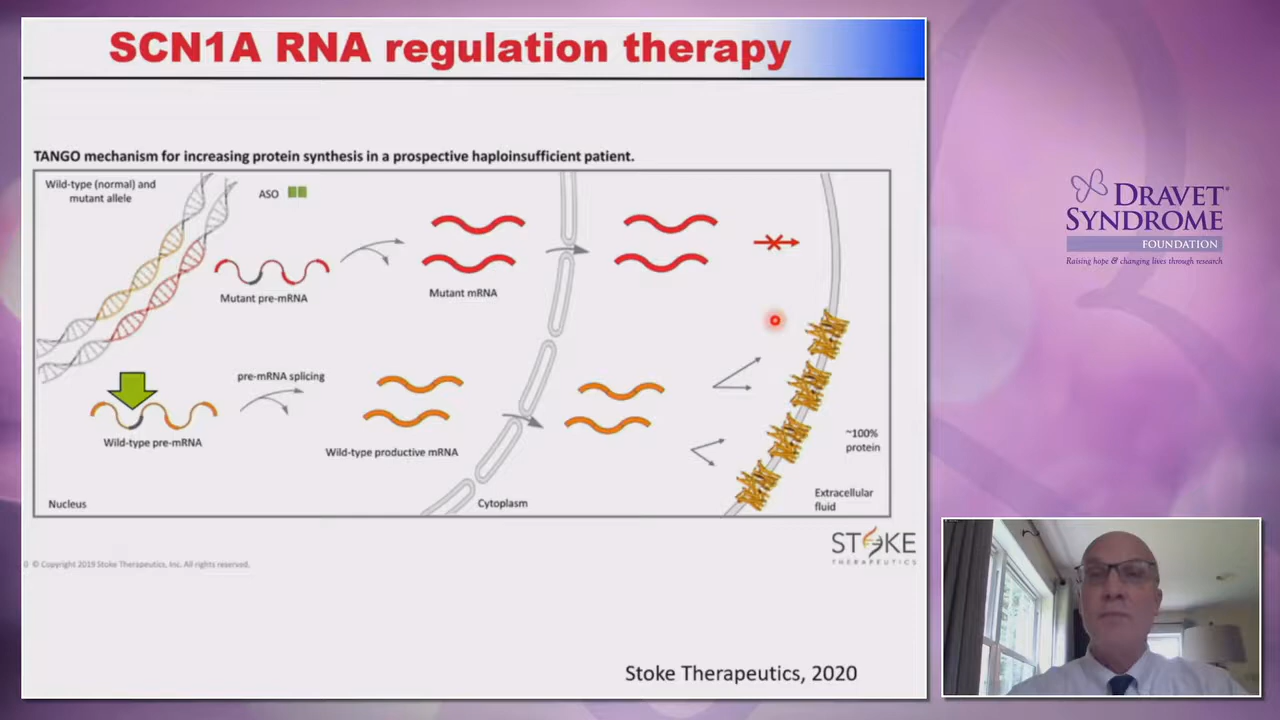 SCN1A RNA regulation therapy
TANGO mechanism for increasing protein synthesis in a prospective haploinsufficient patient.
Wild-type (normal) and
mutant allele
ASO
Mutant pre-mRNA
Mutant mRNA
pre-mRNA splicing
Wild-type pre-mRNA
Wild-type productive mRNA
~100%
protein
Nucleus
Cytoplasm
Extracellular
fluid
STOKE
THERAPEUTICS
© Copyright 2019 Stoke Therapeutics, Inc. All rights reserved.
Stoke Therapeutics, 2020
DRAVET
SYNDROME
FOUNDATION
Raising hope & changing lives through research